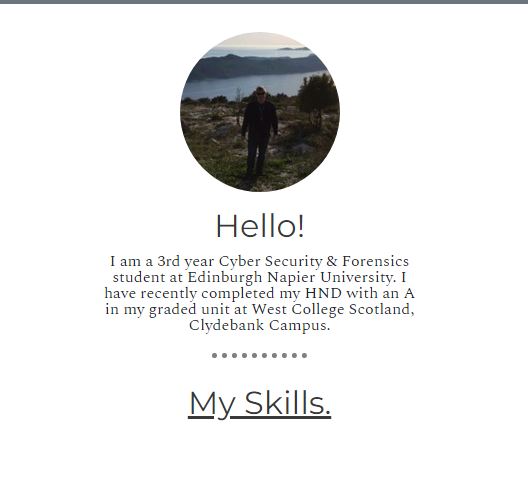 Hello!
I am a 3rd year Cyber Security & Forensics
student at Edinburgh Napier University. I
have recently completed my HND with an A
in my graded unit at West College Scotland,
Clydebank Campus.
My Skills.